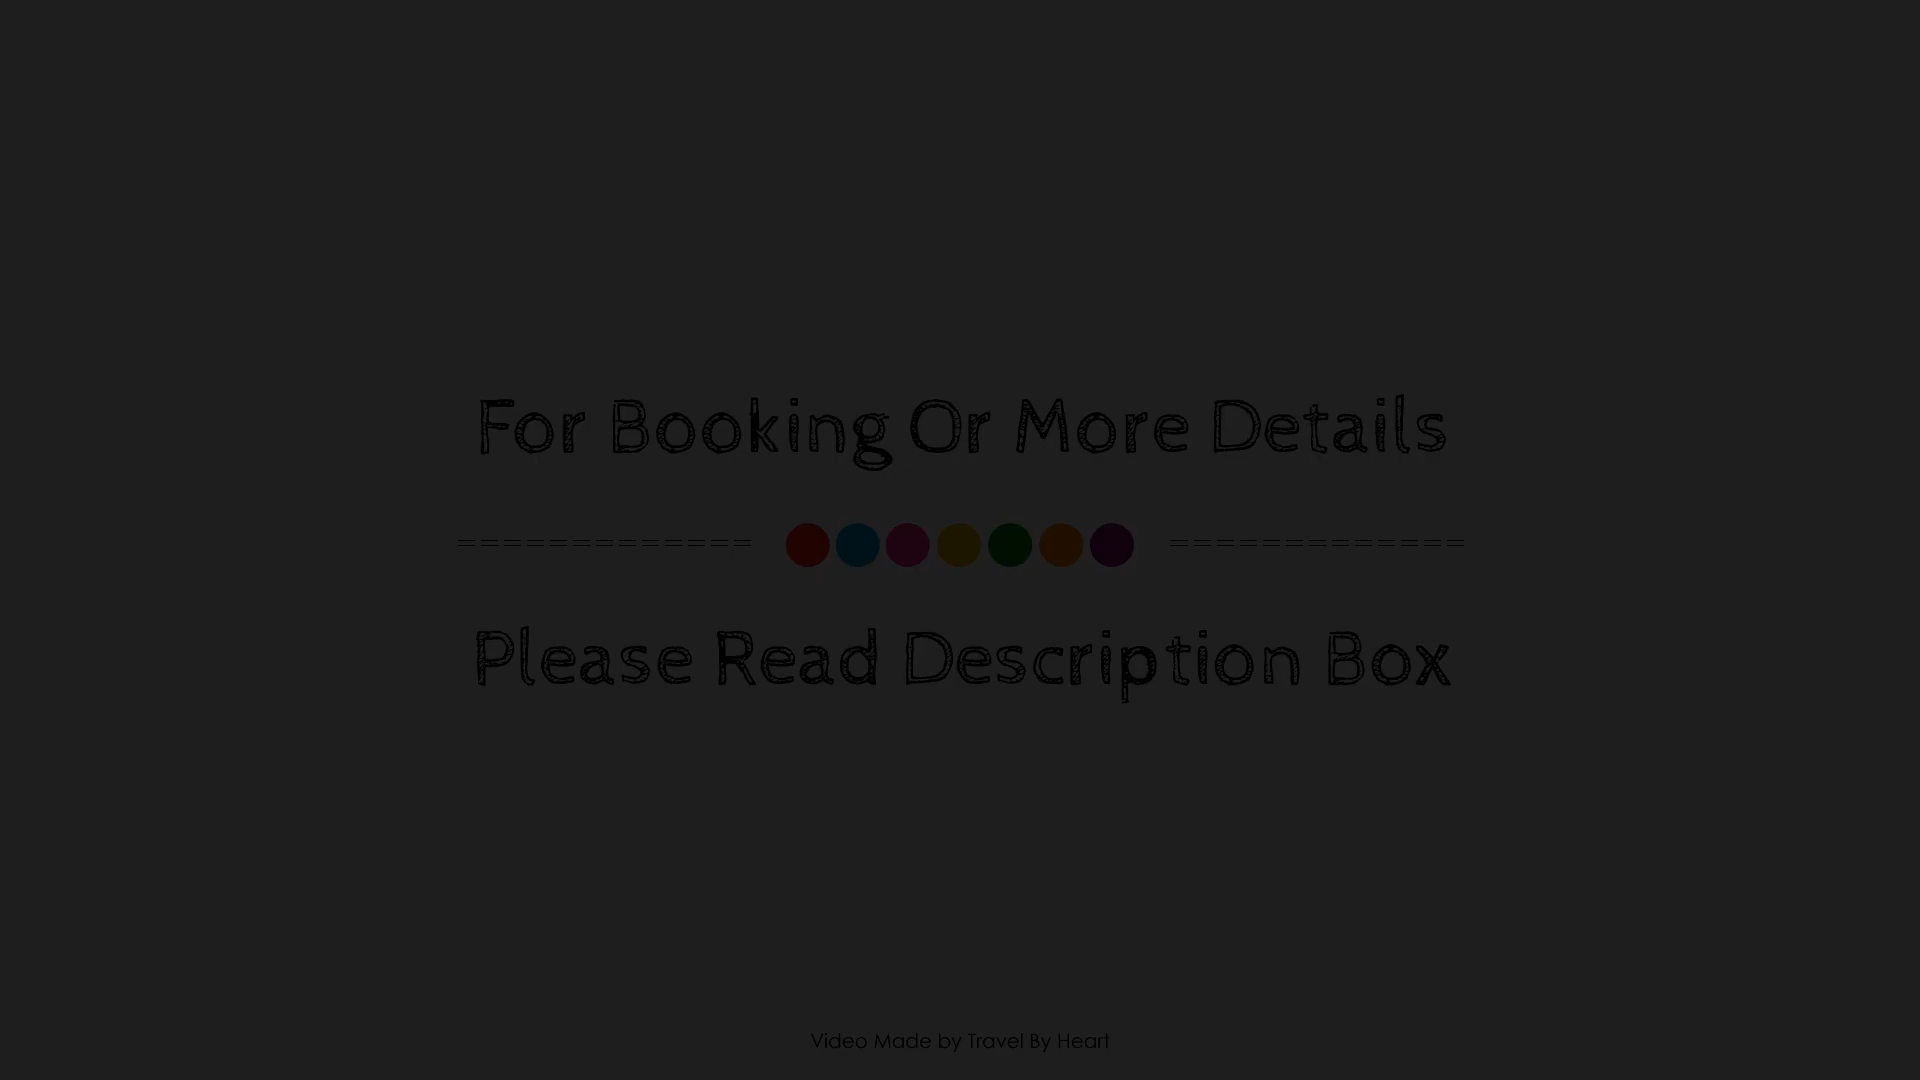 For Booking Or More Details
============= =============
Please Read Description Box
Video Made by Travel By Heart